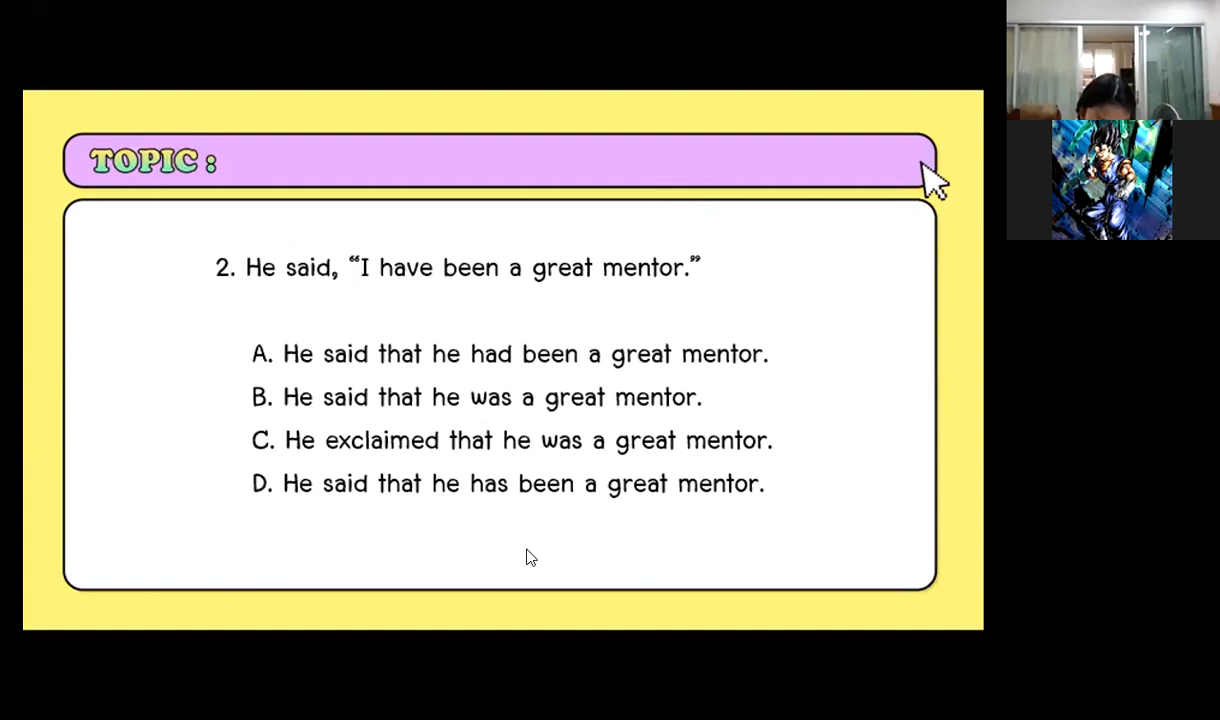 TOPIC :
2. He said, “I have been a great mentor.”
A. He said that he had been a great mentor.
B. He said that he was a great mentor.
C. He exclaimed that he was a great mentor.
D. He said that he has been a great mentor.